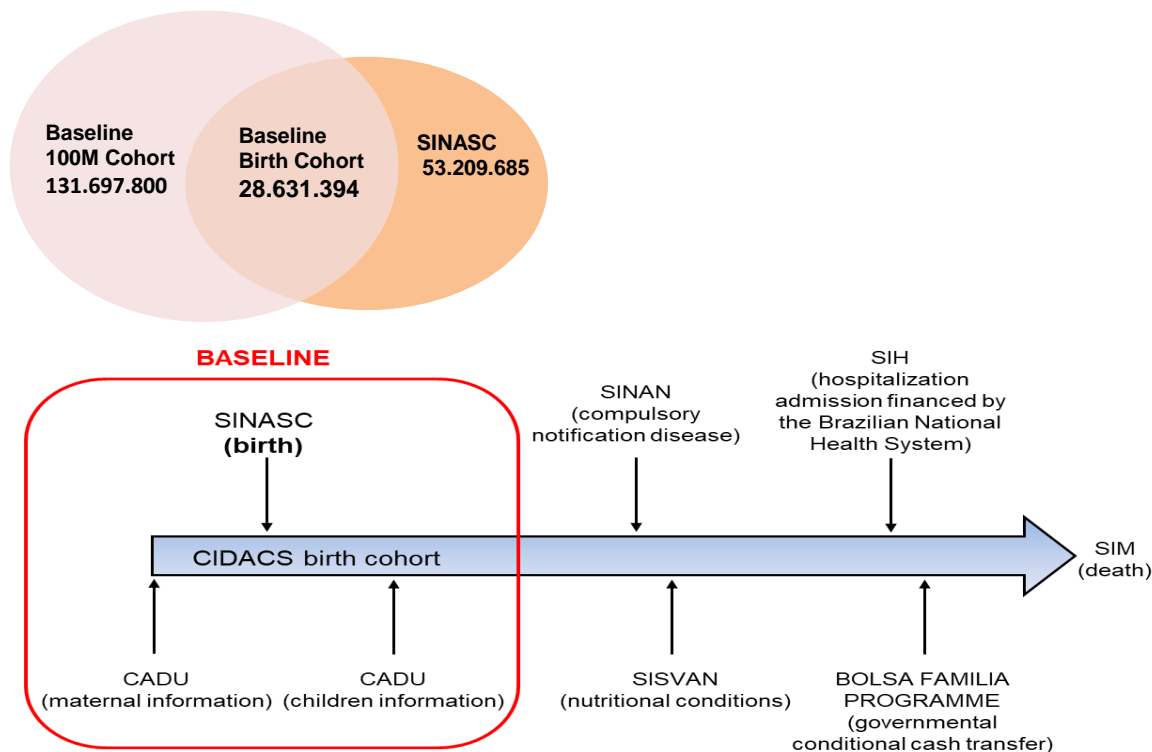 Baseline
100M Cohort
131.697.800
Baseline
Birth Cohort
28.631.394
SINASC
53.209.685
BASELINE
SINASC
(birth)
SINAN
(compulsory
notification disease)
SIH
(hospitalization
admission financed by
the Brazilian National
Health System)
CIDACS birth cohort
SIM
(death)
CADU
(maternal information)
CADU
(children information)
SISVAN
(nutritional conditions)
BOLSA FAMILIA
PROGRAMME
(governmental
conditional cash transfer)